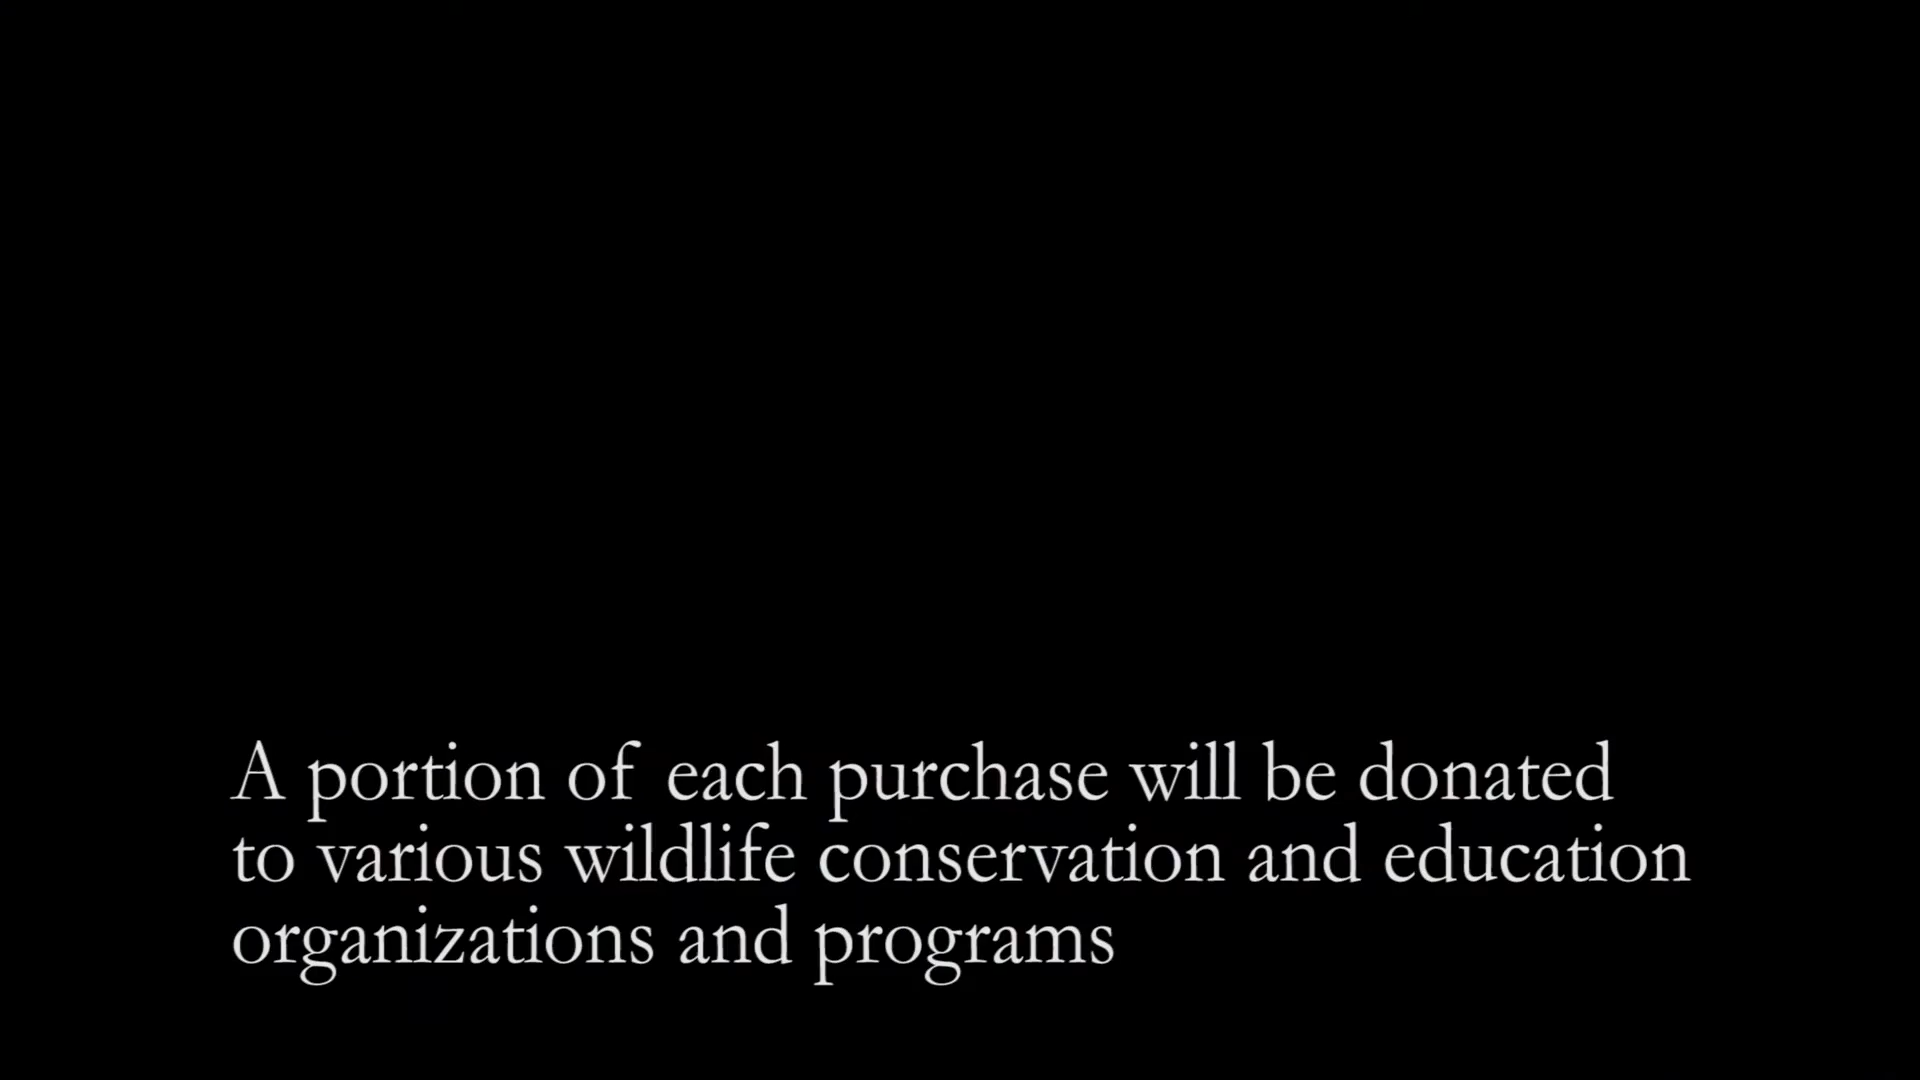 A portion of each purchase will be donated
to various wildlife conservation and education
organizations and programs